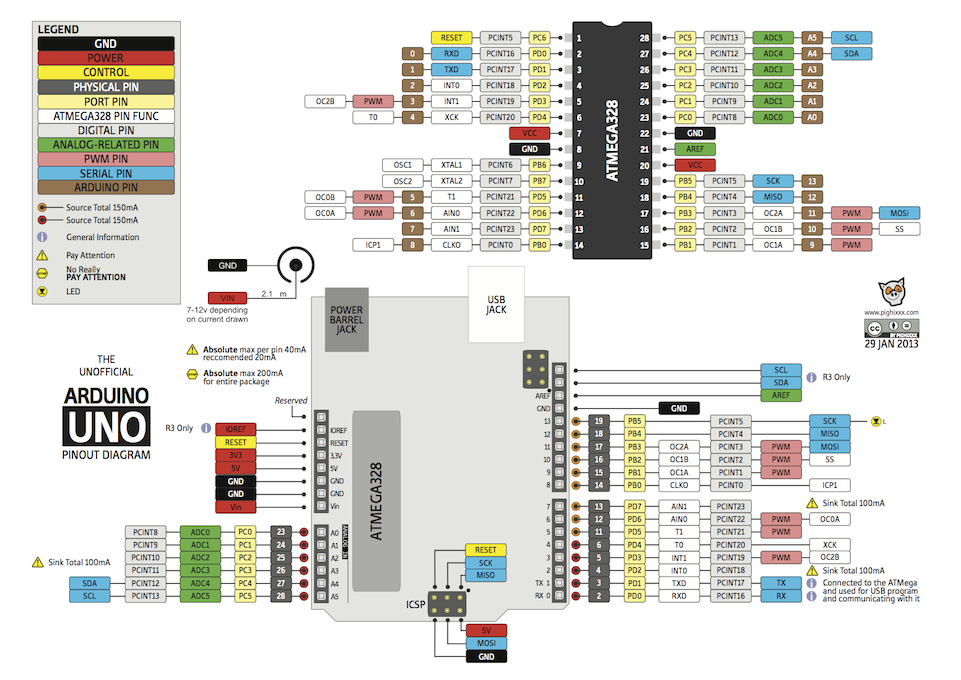 LEGEND
GND
POWER
CONTROL
PHYSICAL PIN
PORT PIN
ATMEGA328 PIN FUNC
DIGITAL PIN
ANALOG-RELATED PIN
PWM PIN
SERIAL PIN
ARDUINO PIN
Source Total 150mA
Source Total 150mA
General Information
Pay Attention
No Really
PAY ATTENTION
LED
ATMEGA328
RESET PCINT5 PC6 1
0 RXD PCINT16 PD0 2
1 TXD PCINT17 PD1 3
2 INT0 PCINT18 PD2 4
OC2B PWM 3 INT1 PCINT19 PD3 5
T0 4 XCK PCINT20 PD4 6
VCC 7
GND 8
OSC1 XTAL1 PCINT6 PB6 9
OSC2 XTAL2 PCINT7 PB7 10
OC0B PWM 5 T1 PCINT21 PD5 11
OC0A PWM 6 AIN0 PCINT22 PD6 12
7 AIN1 PCINT23 PD7 13
ICP1 8 CLKO PCINT0 PB0 14
28 PC5 PCINT13 ADC5 A5 SCL
27 PC4 PCINT12 ADC4 A4 SDA
26 PC3 PCINT11 ADC3 A3
25 PC2 PCINT10 ADC2 A2
24 PC1 PCINT9 ADC1 A1
23 PC0 PCINT8 ADC0 A0
22 GND
21 AREF
20 VCC
19 PB5 PCINT5 SCK 13
18 PB4 PCINT4 MISO 12
17 PB3 PCINT3 OC2A 11 PWM MOSI
16 PB2 PCINT2 OC1B 10 PWM SS
15 PB1 PCINT1 OC1A 9 PWM
GND
VIN
2.1 m
7-12v depending
on current drawn
POWER
BARREL
JACK
USB
JACK
www.pighixxx.com
cc
BY PIGHIXXX
29 JAN 2013
Absolute max per pin 40mA
reccomended 20mA
Absolute max 200mA
for entire package
THE
UNOFFICIAL
ARDUINO
UNO
PINOUT DIAGRAM
Reserved
R3 Only
IOREF IOREF
RESET RESET
3V3 3,3V
5V 5V
GND GND
GND GND
Vin Vin
PCINT8 ADC0 PC0 23 A0
PCINT9 ADC1 PC1 24 A1
PCINT10 ADC2 PC2 25 A2
PCINT11 ADC3 PC3 26 A3
SDA PCINT12 ADC4 PC4 27 A4
SCL PCINT13 ADC5 PC5 28 A5
Sink Total 100mA
ANALOG IN
ATMEGA328
SCL
SDA
R3 Only
AREF AREF
GND GND
13 19 PB5 PCINT5 SCK L
12 18 PB4 PCINT4 MISO
11 17 PB3 OC2A PCINT3 PWM MOSI
10 16 PB2 OC1B PCINT2 PWM SS
9 15 PB1 OC1A PCINT1 PWM
8 14 PB0 CLKO PCINT0 ICP1
7 13 PD7 AIN1 PCINT23
Sink Total 100mA
6 12 PD6 AIN0 PCINT22 PWM OC0A
5 11 PD5 T1 PCINT21 PWM
4 6 PD4 T0 PCINT20 XCK
3 5 PD3 INT1 PCINT19 PWM OC2B
2 4 PD2 INT0 PCINT18
Sink Total 100mA
TX 1 3 PD1 TXD PCINT17 TX
RX 0 2 PD0 RXD PCINT16 RX
Connected to the ATMega
and used for USB program
and communicating with it
RESET
SCK
MISO
ICSP
5V
MOSI
GND